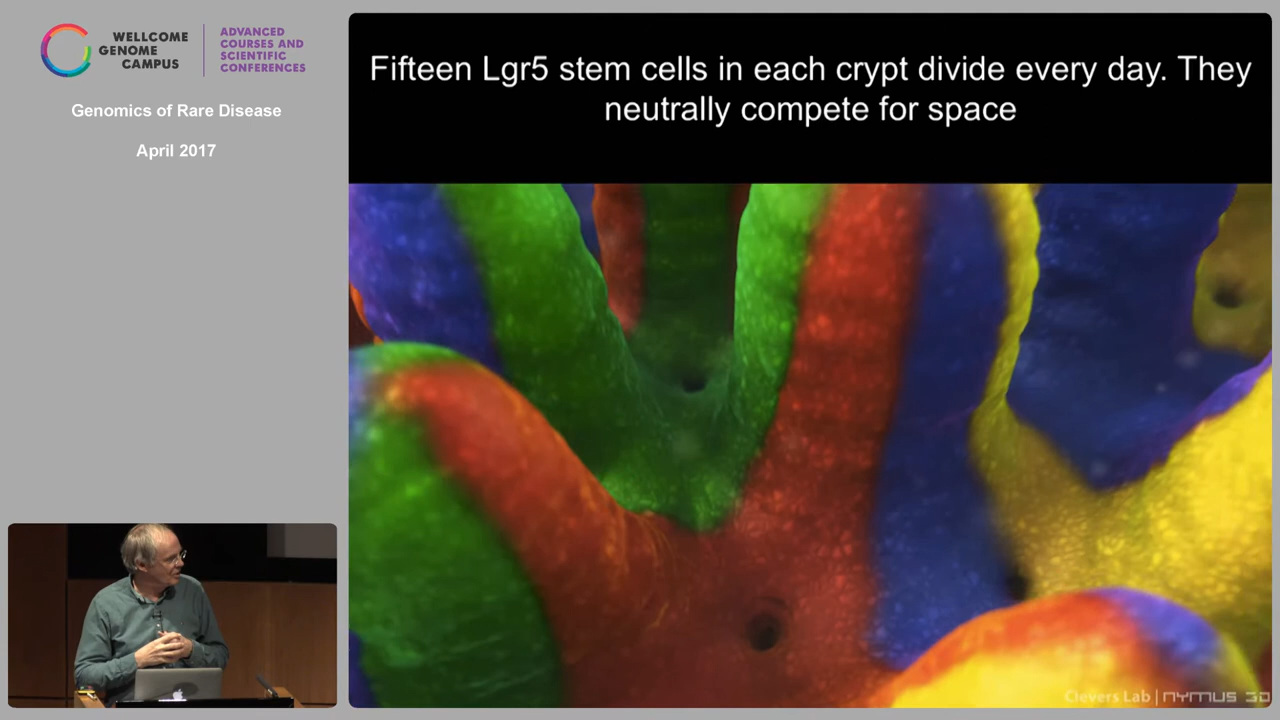 WELLCOME
GENOME
CAMPUS
ADVANCED
COURSES AND
SCIENTIFIC
CONFERENCES
Genomics of Rare Disease
April 2017
Fifteen Lgr5 stem cells in each crypt divide every day. They
neutrally compete for space
Clevers Lab | NYMUS 3D